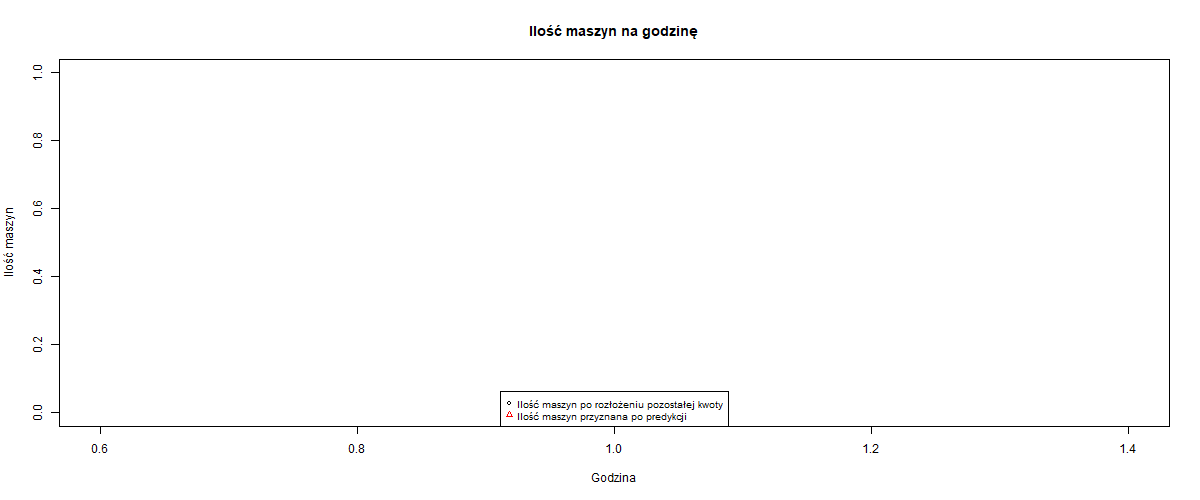 Ilość maszyn na godzinę
Ilość maszyn
1.0
0.8
0.6
0.4
0.2
0.0
Ilość maszyn po rozłożeniu pozostałej kwoty
Ilość maszyn przyznana po predykcji
0.6 0.8 1.0 1.2 1.4
Godzina